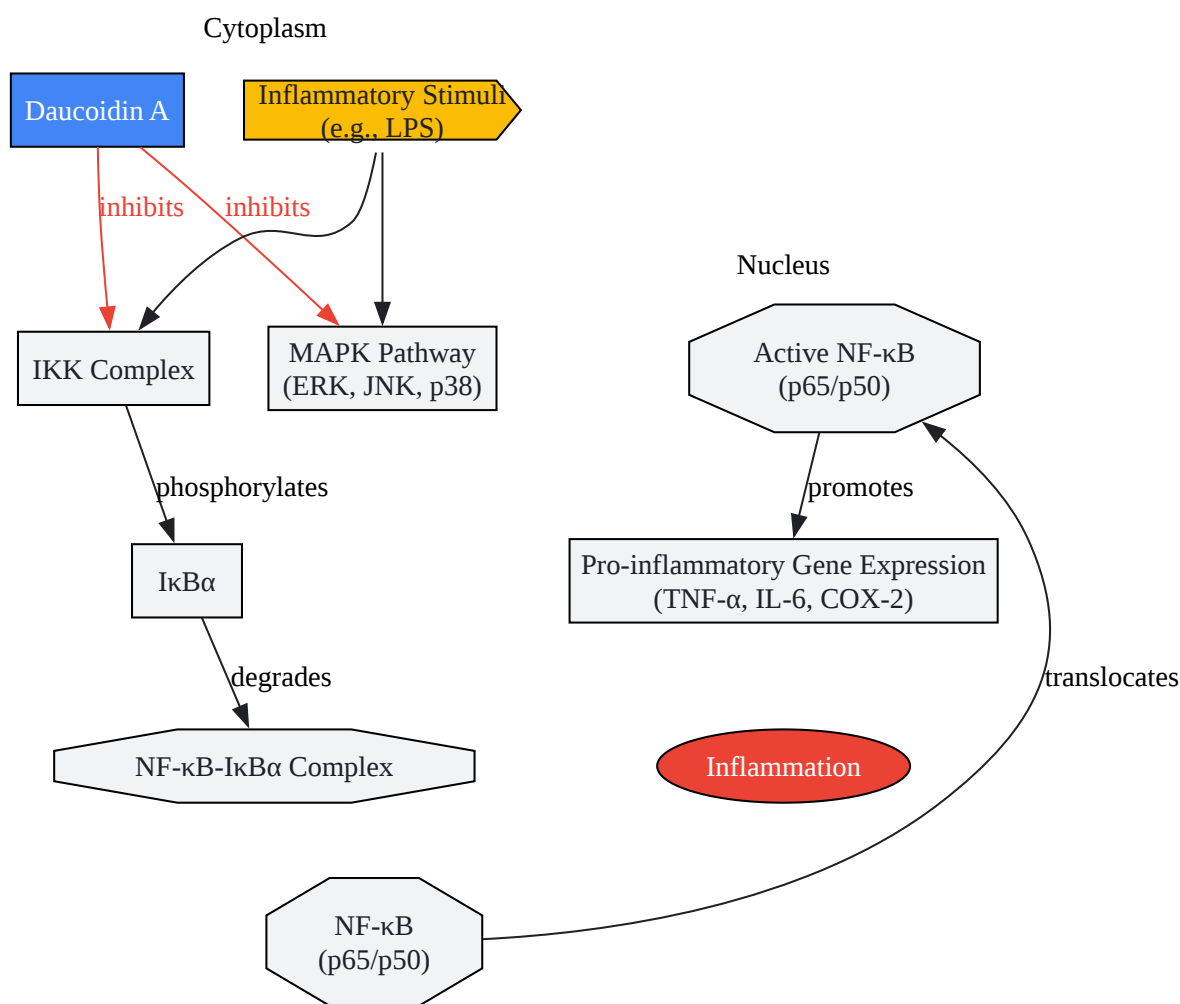 Cytoplasm
Daucoidin A
Inflammatory Stimuli
(e.g., LPS)
inhibits
inhibits
Nucleus
IKK Complex
MAPK Pathway
(ERK, JNK, p38)
Active NF-κB
(p65/p50)
phosphorylates
promotes
IκBα
Pro-inflammatory Gene Expression
(TNF-α, IL-6, COX-2)
degrades
translocates
NF-κB-IκBα Complex
Inflammation
NF-κB
(p65/p50)